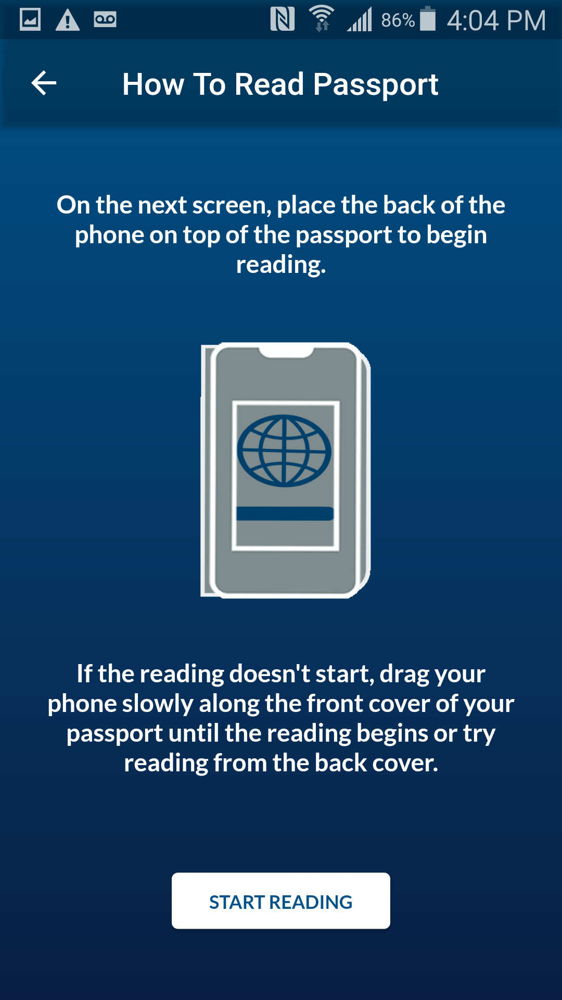 86% 4:04 PM
How To Read Passport
On the next screen, place the back of the
phone on top of the passport to begin
reading.
If the reading doesn't start, drag your
phone slowly along the front cover of your
passport until the reading begins or try
reading from the back cover.
START READING